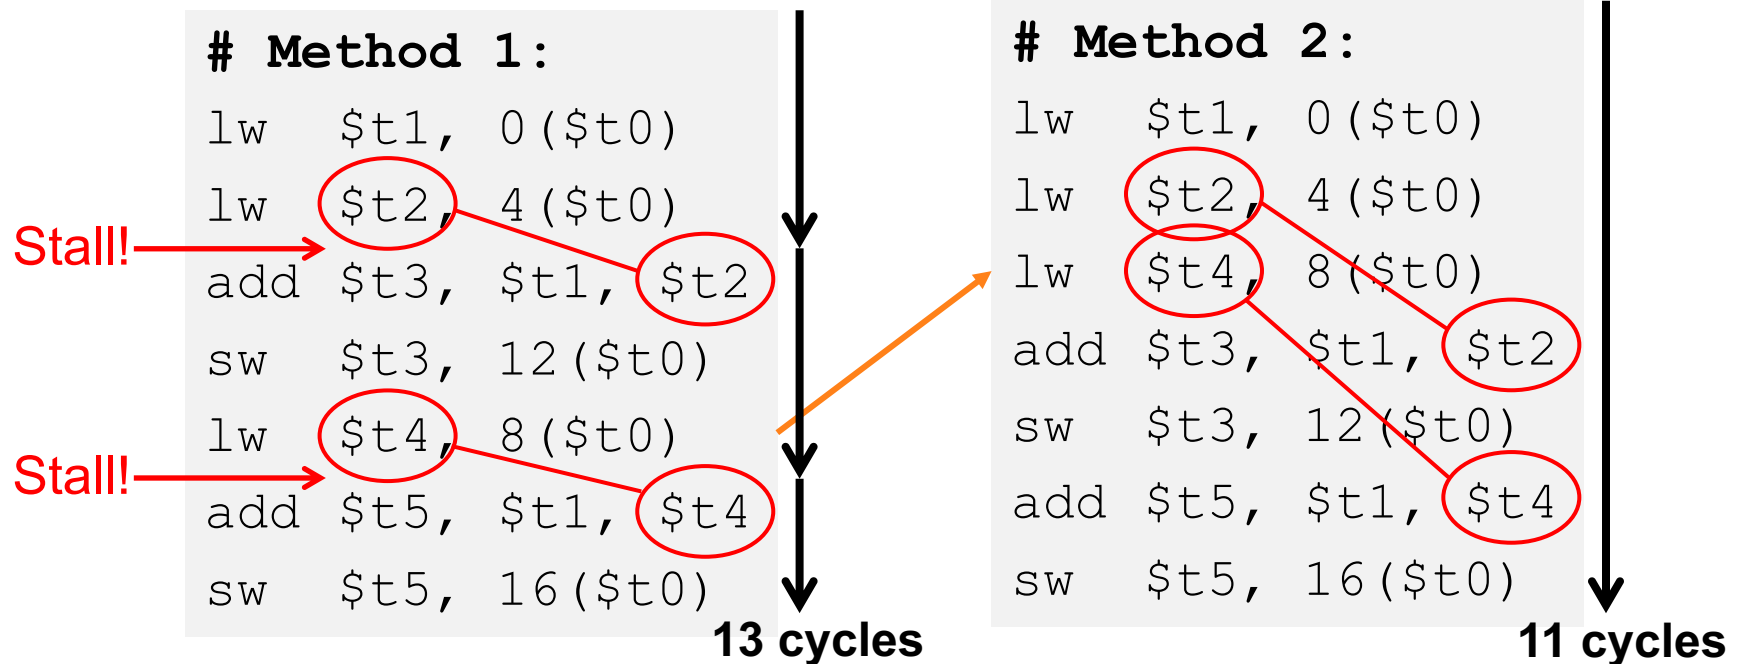 # Method 1:
lw $t1, 0($t0)
lw $t2, 4($t0)
Stall!
add $t3, $t1, $t2
sw $t3, 12($t0)
lw $t4, 8($t0)
Stall!
add $t5, $t1, $t4
sw $t5, 16($t0)
13 cycles
# Method 2:
lw $t1, 0($t0)
lw $t2, 4($t0)
lw $t4, 8($t0)
add $t3, $t1, $t2
sw $t3, 12($t0)
add $t5, $t1, $t4
sw $t5, 16($t0)
11 cycles